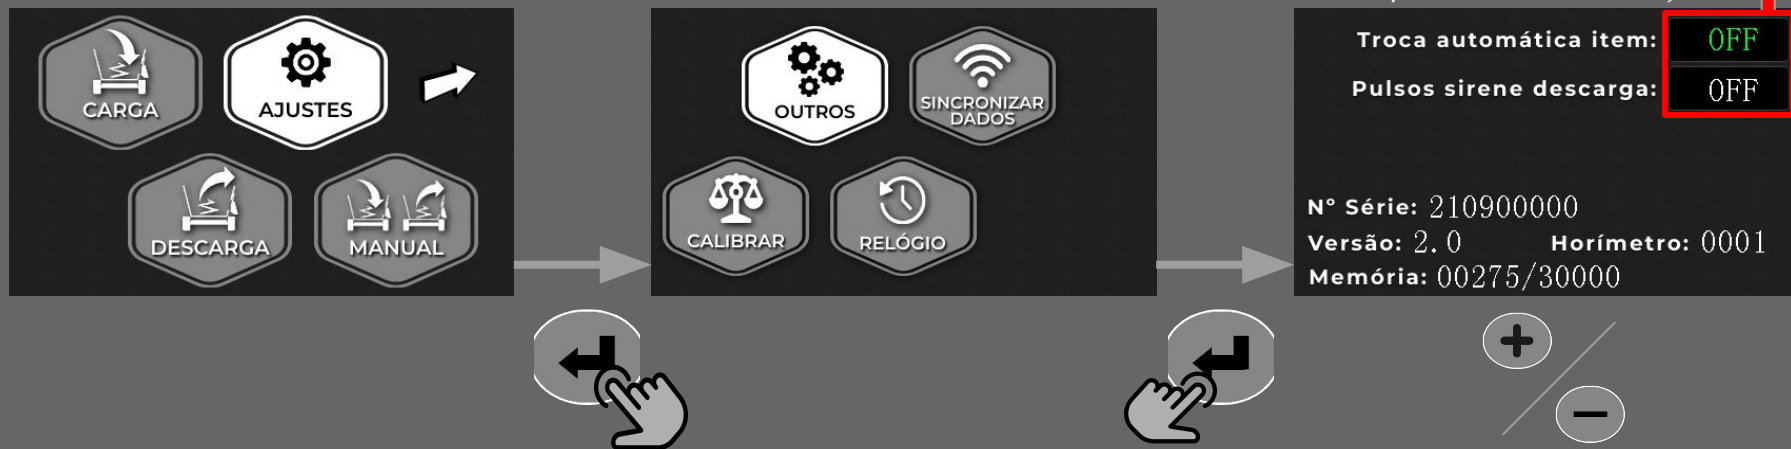 CARGA
AJUSTES
DESCARGA
MANUAL
OUTROS
SINCRONIZAR
DADOS
CALIBRAR
RELÓGIO
Troca automática item: OFF
Pulsos sirene descarga: OFF
Nº Série: 210900000
Versão: 2.0 Horímetro: 0001
Memória: 00275/30000